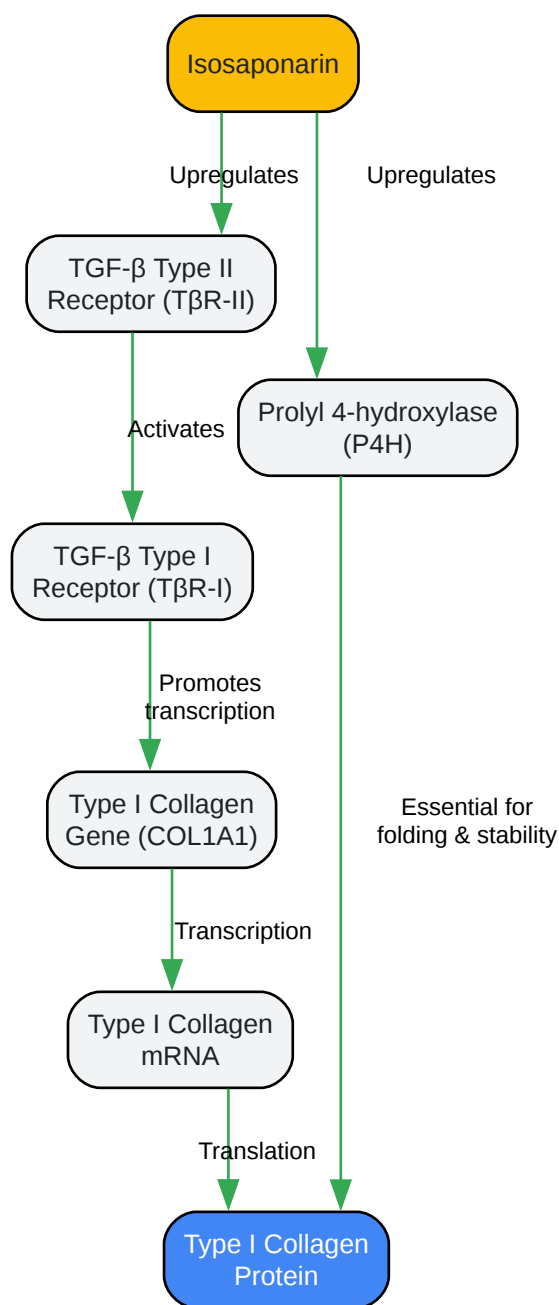 Isosaponarin
Upregulates
Upregulates
TGF-β Type II
Receptor (TβR-II)
Prolyl 4-hydroxylase
(P4H)
Activates
TGF-β Type I
Receptor (TβR-I)
Promotes
transcription
Type I Collagen
Gene (COL1A1)
Essential for
folding & stability
Transcription
Type I Collagen
mRNA
Translation
Type I Collagen
Protein